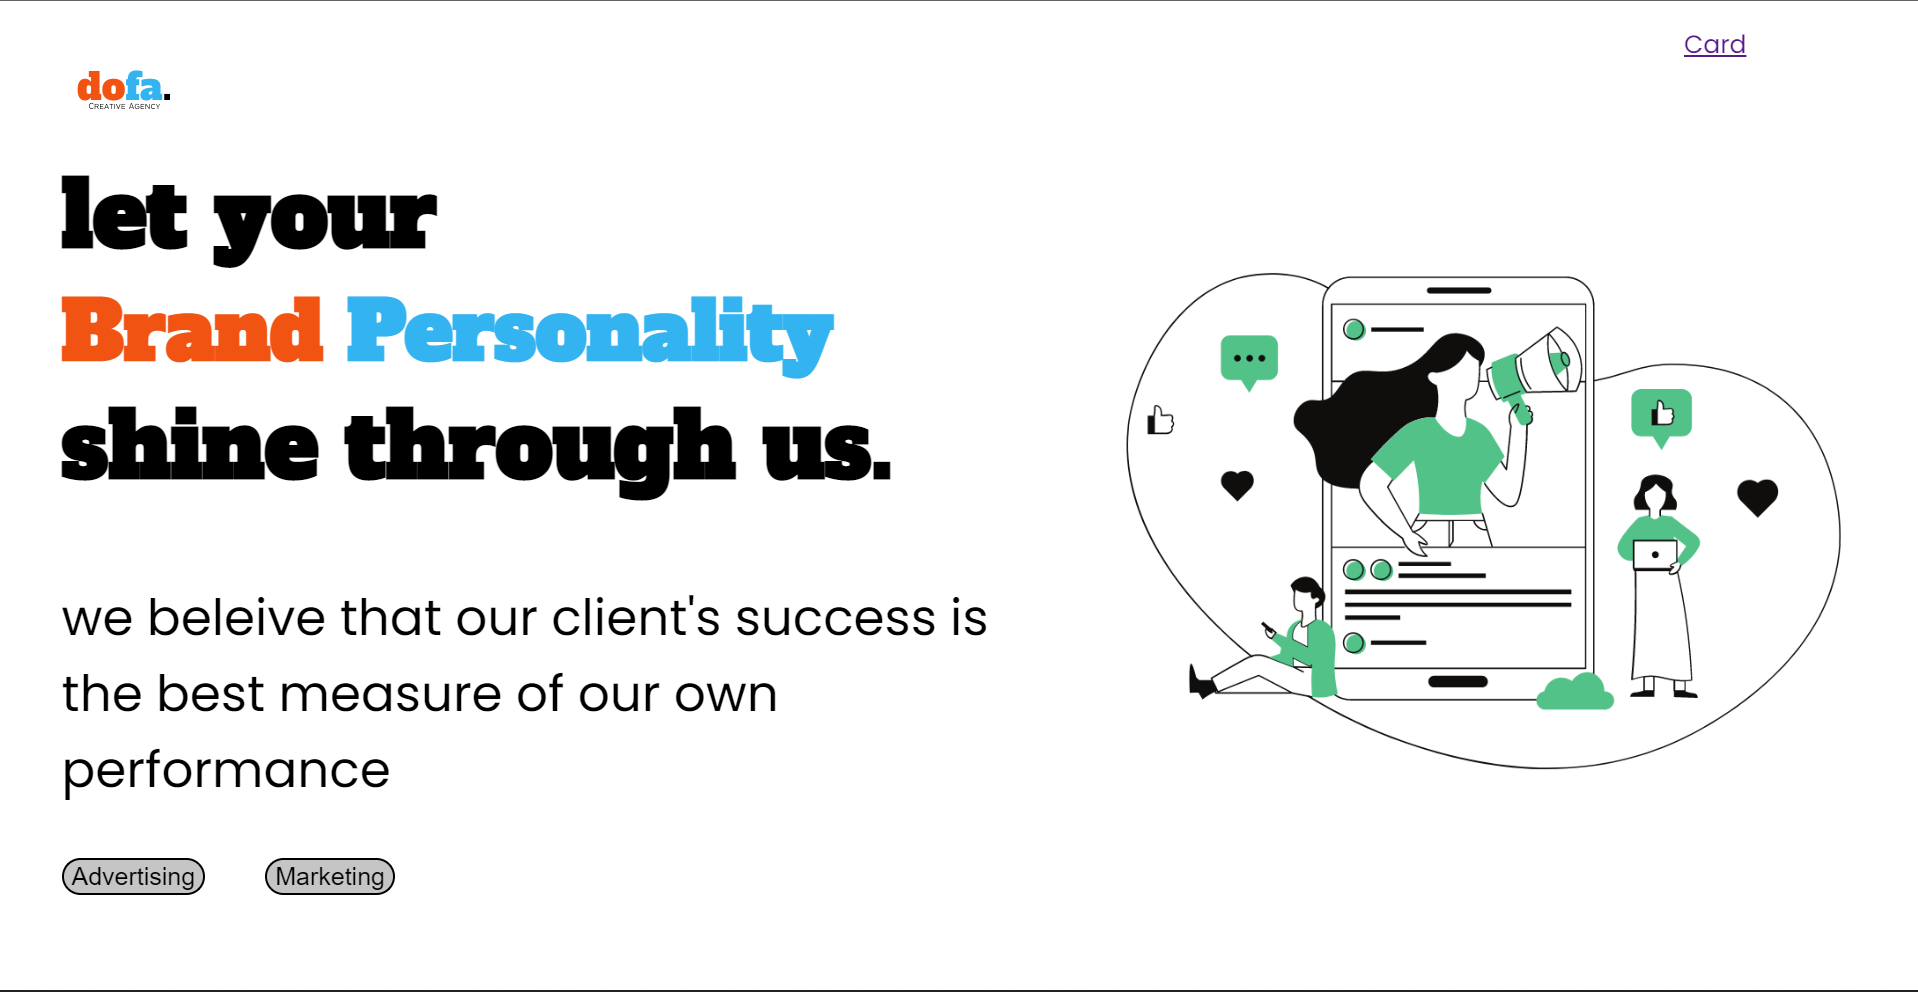 Card
dofa.
Creative Agency
let your
Brand Personality
shine through us.
we beleive that our client's success is
the best measure of our own
performance
Advertising
Marketing